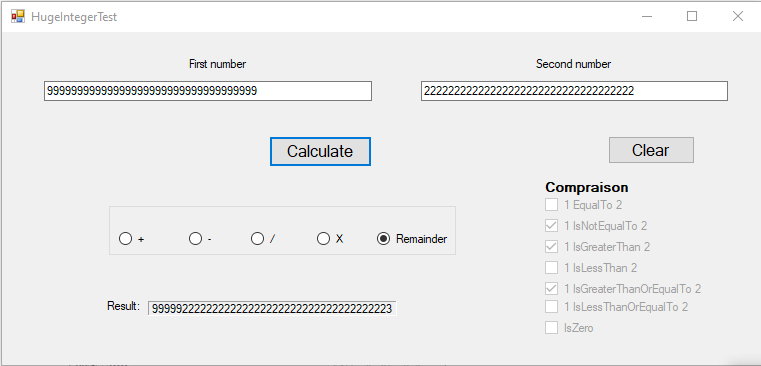 HugeIntegerTest
First number
Second number
99999999999999999999999999999999999
22222222222222222222222222222222222
Calculate
Clear
Compraison
1 EqualTo 2
1 IsNotEqualTo 2
1 IsGreaterThan 2
1 IsLessThan 2
1 IsGreaterThanOrEqualTo 2
1 IsLessThanOrEqualTo 2
IsZero
+ - / X Remainder
Result: 9999922222222222222222222222222222222223